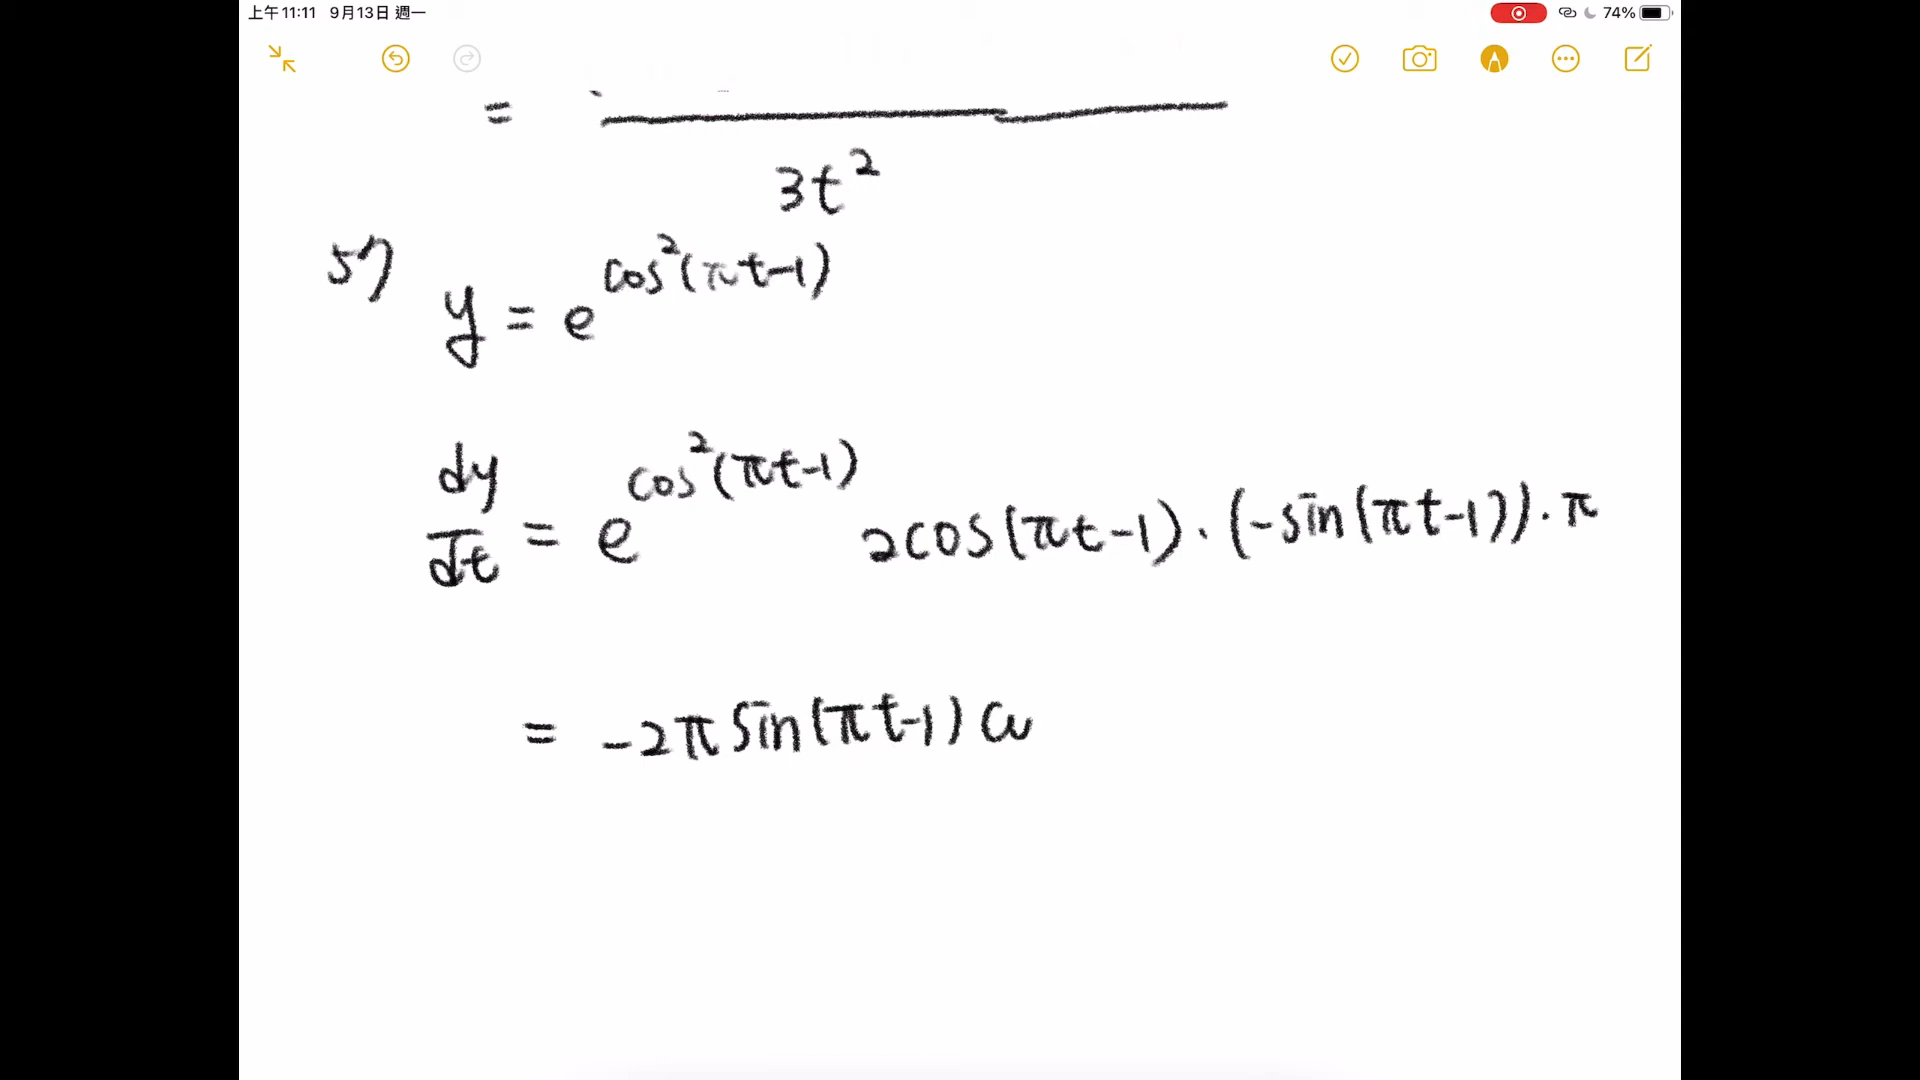 上午11:11 9月13日 週一 74%
=
3t²
57
y = e^cos²(πt-1)
dy/dt = e^cos²(πt-1) 2cos(πt-1)·(-sin(πt-1))·π
= -2π sin(πt-1) co